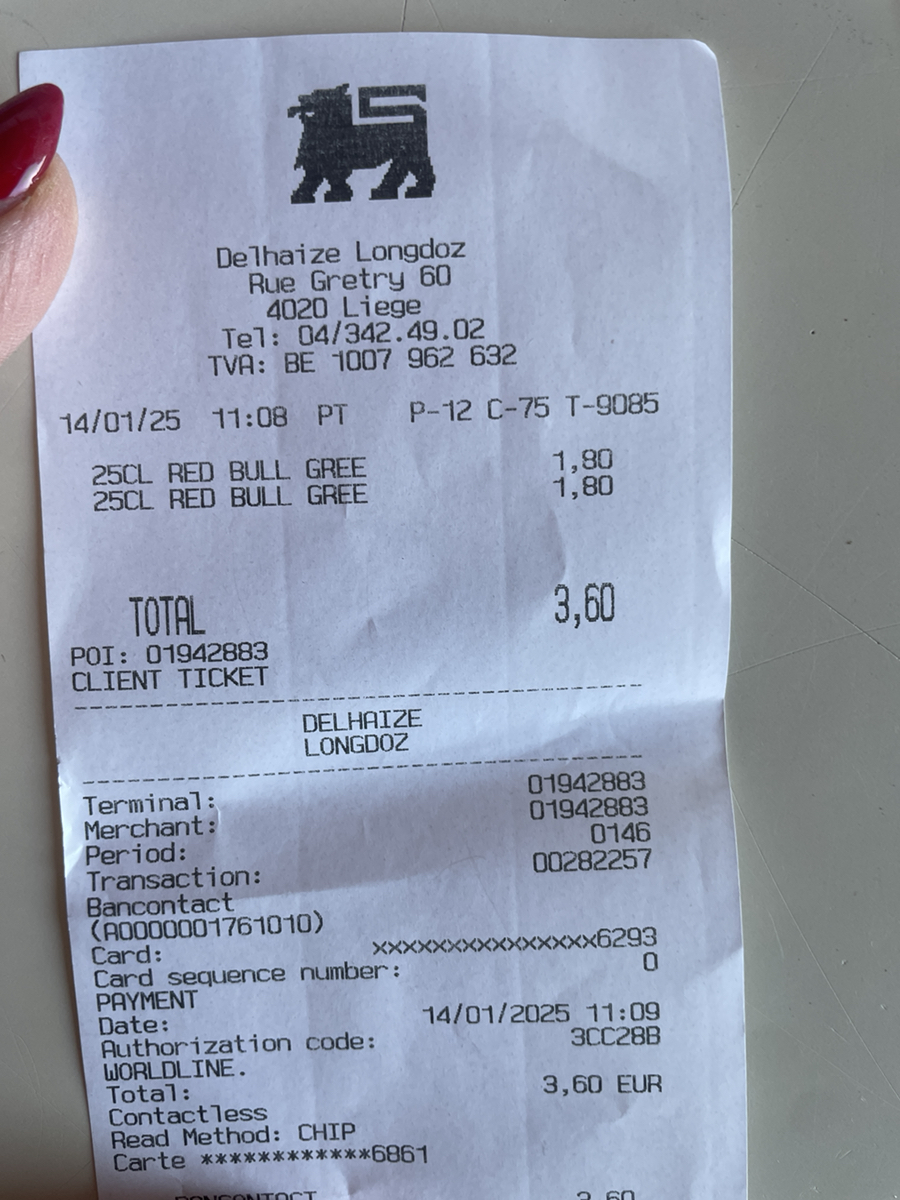 Delhaize Longdoz
Rue Gretry 60
4020 Liege
Tel: 04/342.49.02
TVA: BE 1007 962 632
14/01/25 11:08 PT P-12 C-75 T-9085
25CL RED BULL GREE 1,80
25CL RED BULL GREE 1,80
TOTAL 3,60
POI: 01942883
CLIENT TICKET
DELHAIZE
LONGDOZ
Terminal: 01942883
Merchant: 01942883
Period: 0146
Transaction: 00282257
Bancontact
(A0000001761010)
Card: xxxxxxxxxxxxxxx6293
Card sequence number: 0
PAYMENT
Date: 14/01/2025 11:09
Authorization code: 3CC28B
WORLDLINE.
Total: 3,60 EUR
Contactless
Read Method: CHIP
Carte ************6861
BANCONTACT 3,60